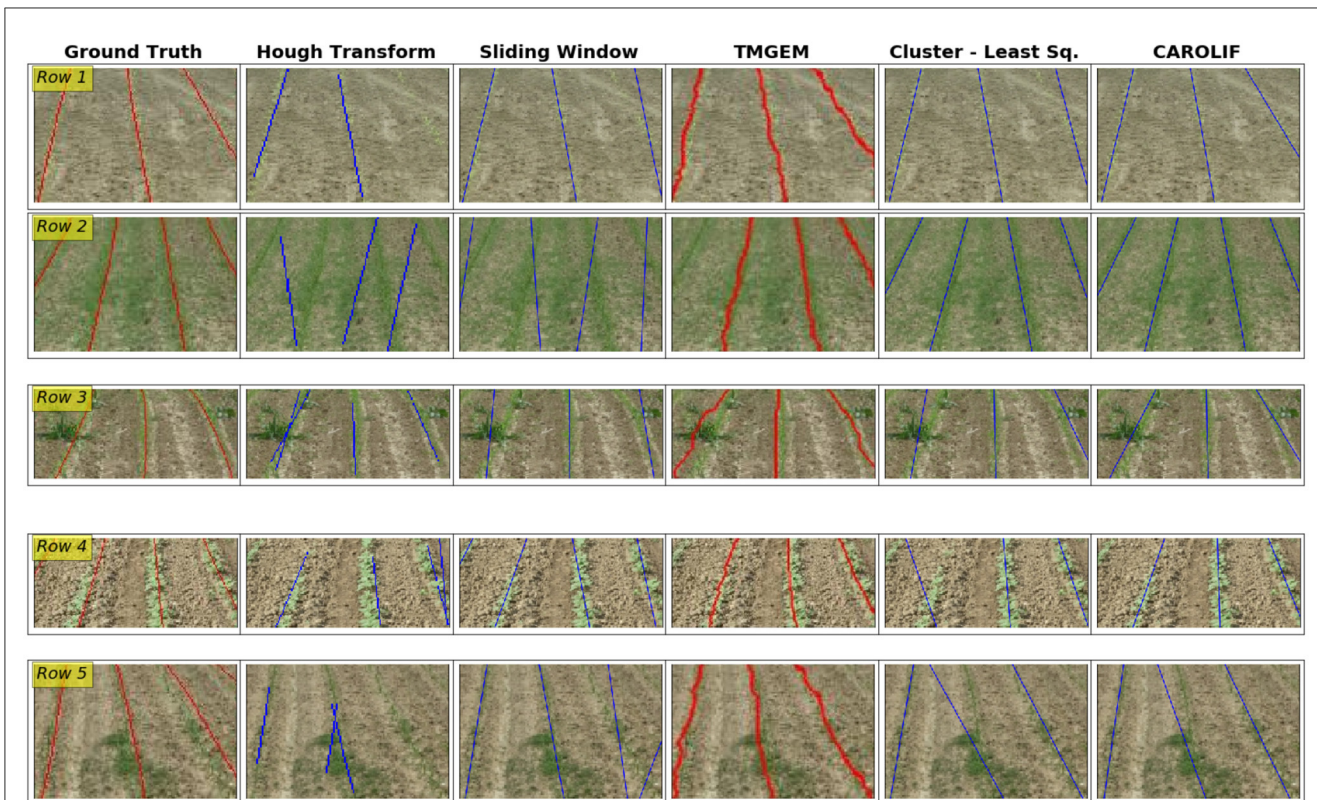 Ground Truth Hough Transform Sliding Window TMGEM Cluster - Least Sq. CAROLIF
Row 1
Row 2
Row 3
Row 4
Row 5